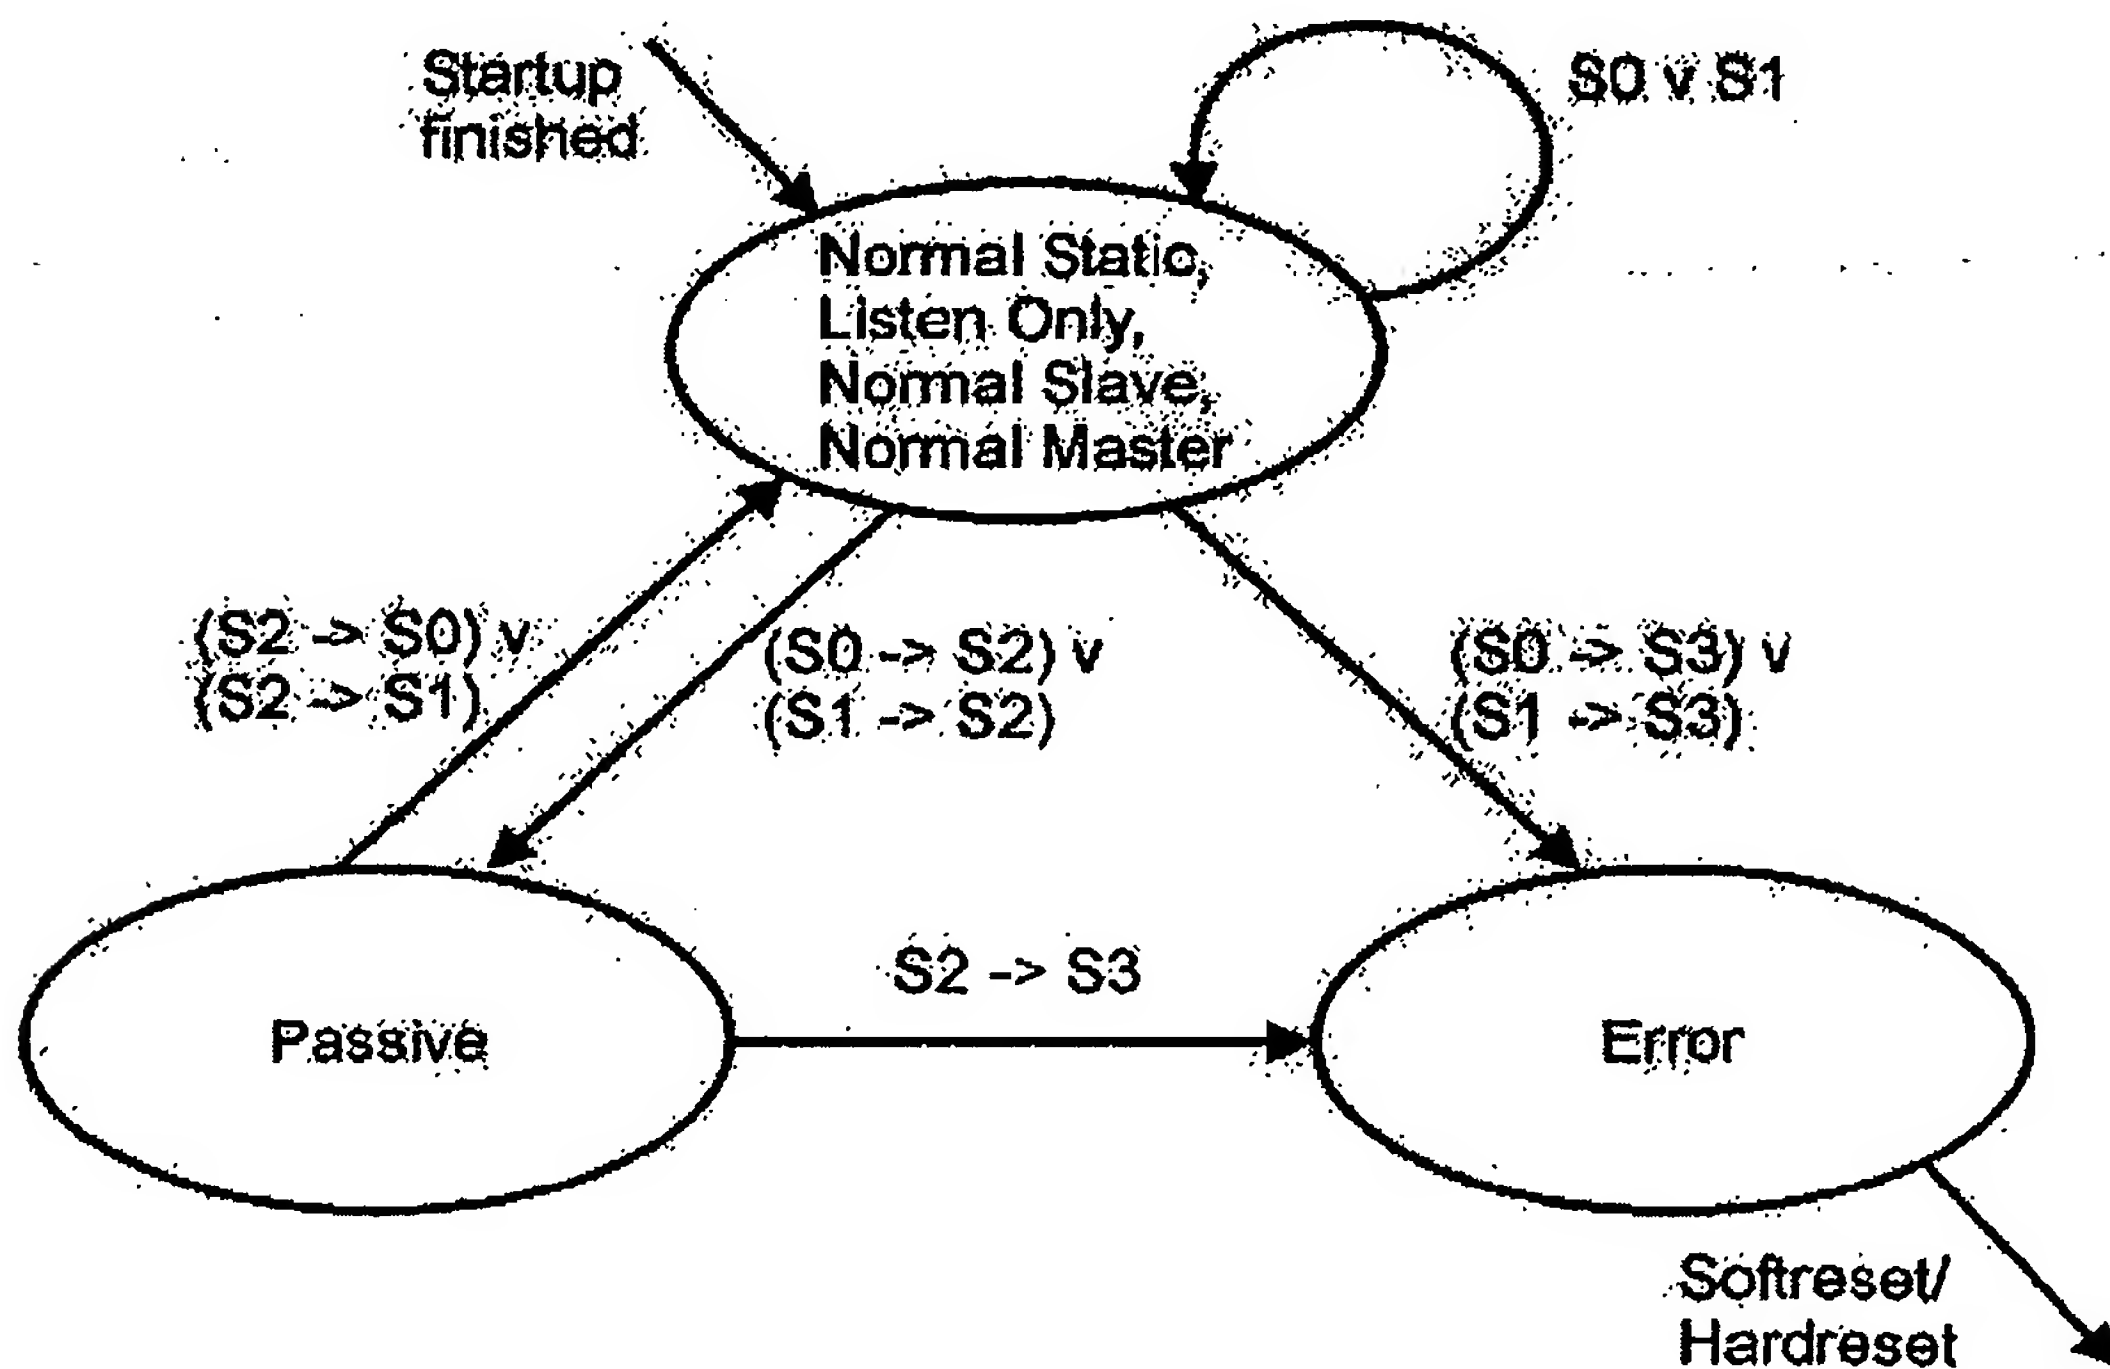 Startup
finished
S0 v S1
Normal Static,
Listen Only,
Normal Slave,
Normal Master
(S2 -> S0) v
(S2 -> S1)
(S0 -> S2) v
(S1 -> S2)
(S0 -> S3) v
(S1 -> S3)
S2 -> S3
Passive
Error
Softreset/
Hardreset